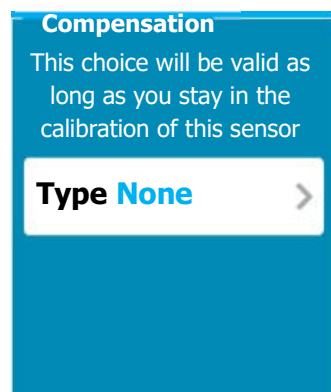 Compensation
This choice will be valid as
long as you stay in the
calibration of this sensor
Type None